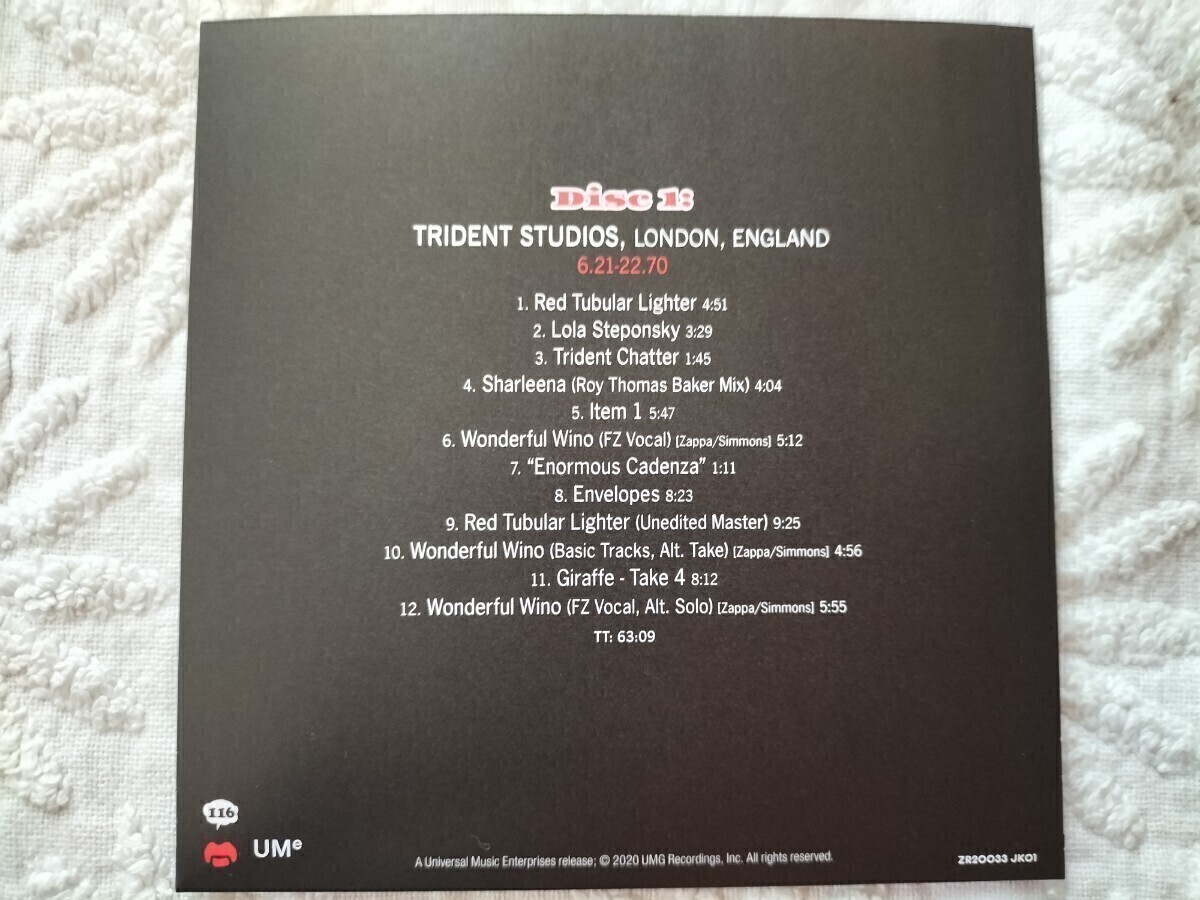 Disc 1:
TRIDENT STUDIOS, LONDON, ENGLAND
6.21-22.70
1. Red Tubular Lighter 4:51
2. Lola Steponsky 3:29
3. Trident Chatter 1:45
4. Sharleena (Roy Thomas Baker Mix) 4:04
5. Item 1 5:47
6. Wonderful Wino (FZ Vocal) [Zappa/Simmons] 5:12
7. “Enormous Cadenza” 1:11
8. Envelopes 8:23
9. Red Tubular Lighter (Unedited Master) 9:25
10. Wonderful Wino (Basic Tracks, Alt. Take) [Zappa/Simmons] 4:56
11. Giraffe - Take 4 8:12
12. Wonderful Wino (FZ Vocal, Alt. Solo) [Zappa/Simmons] 5:55
TT: 63:09
116
UMe
A Universal Music Enterprises release; © 2020 UMG Recordings, Inc. All rights reserved.
ZR20033 JK01